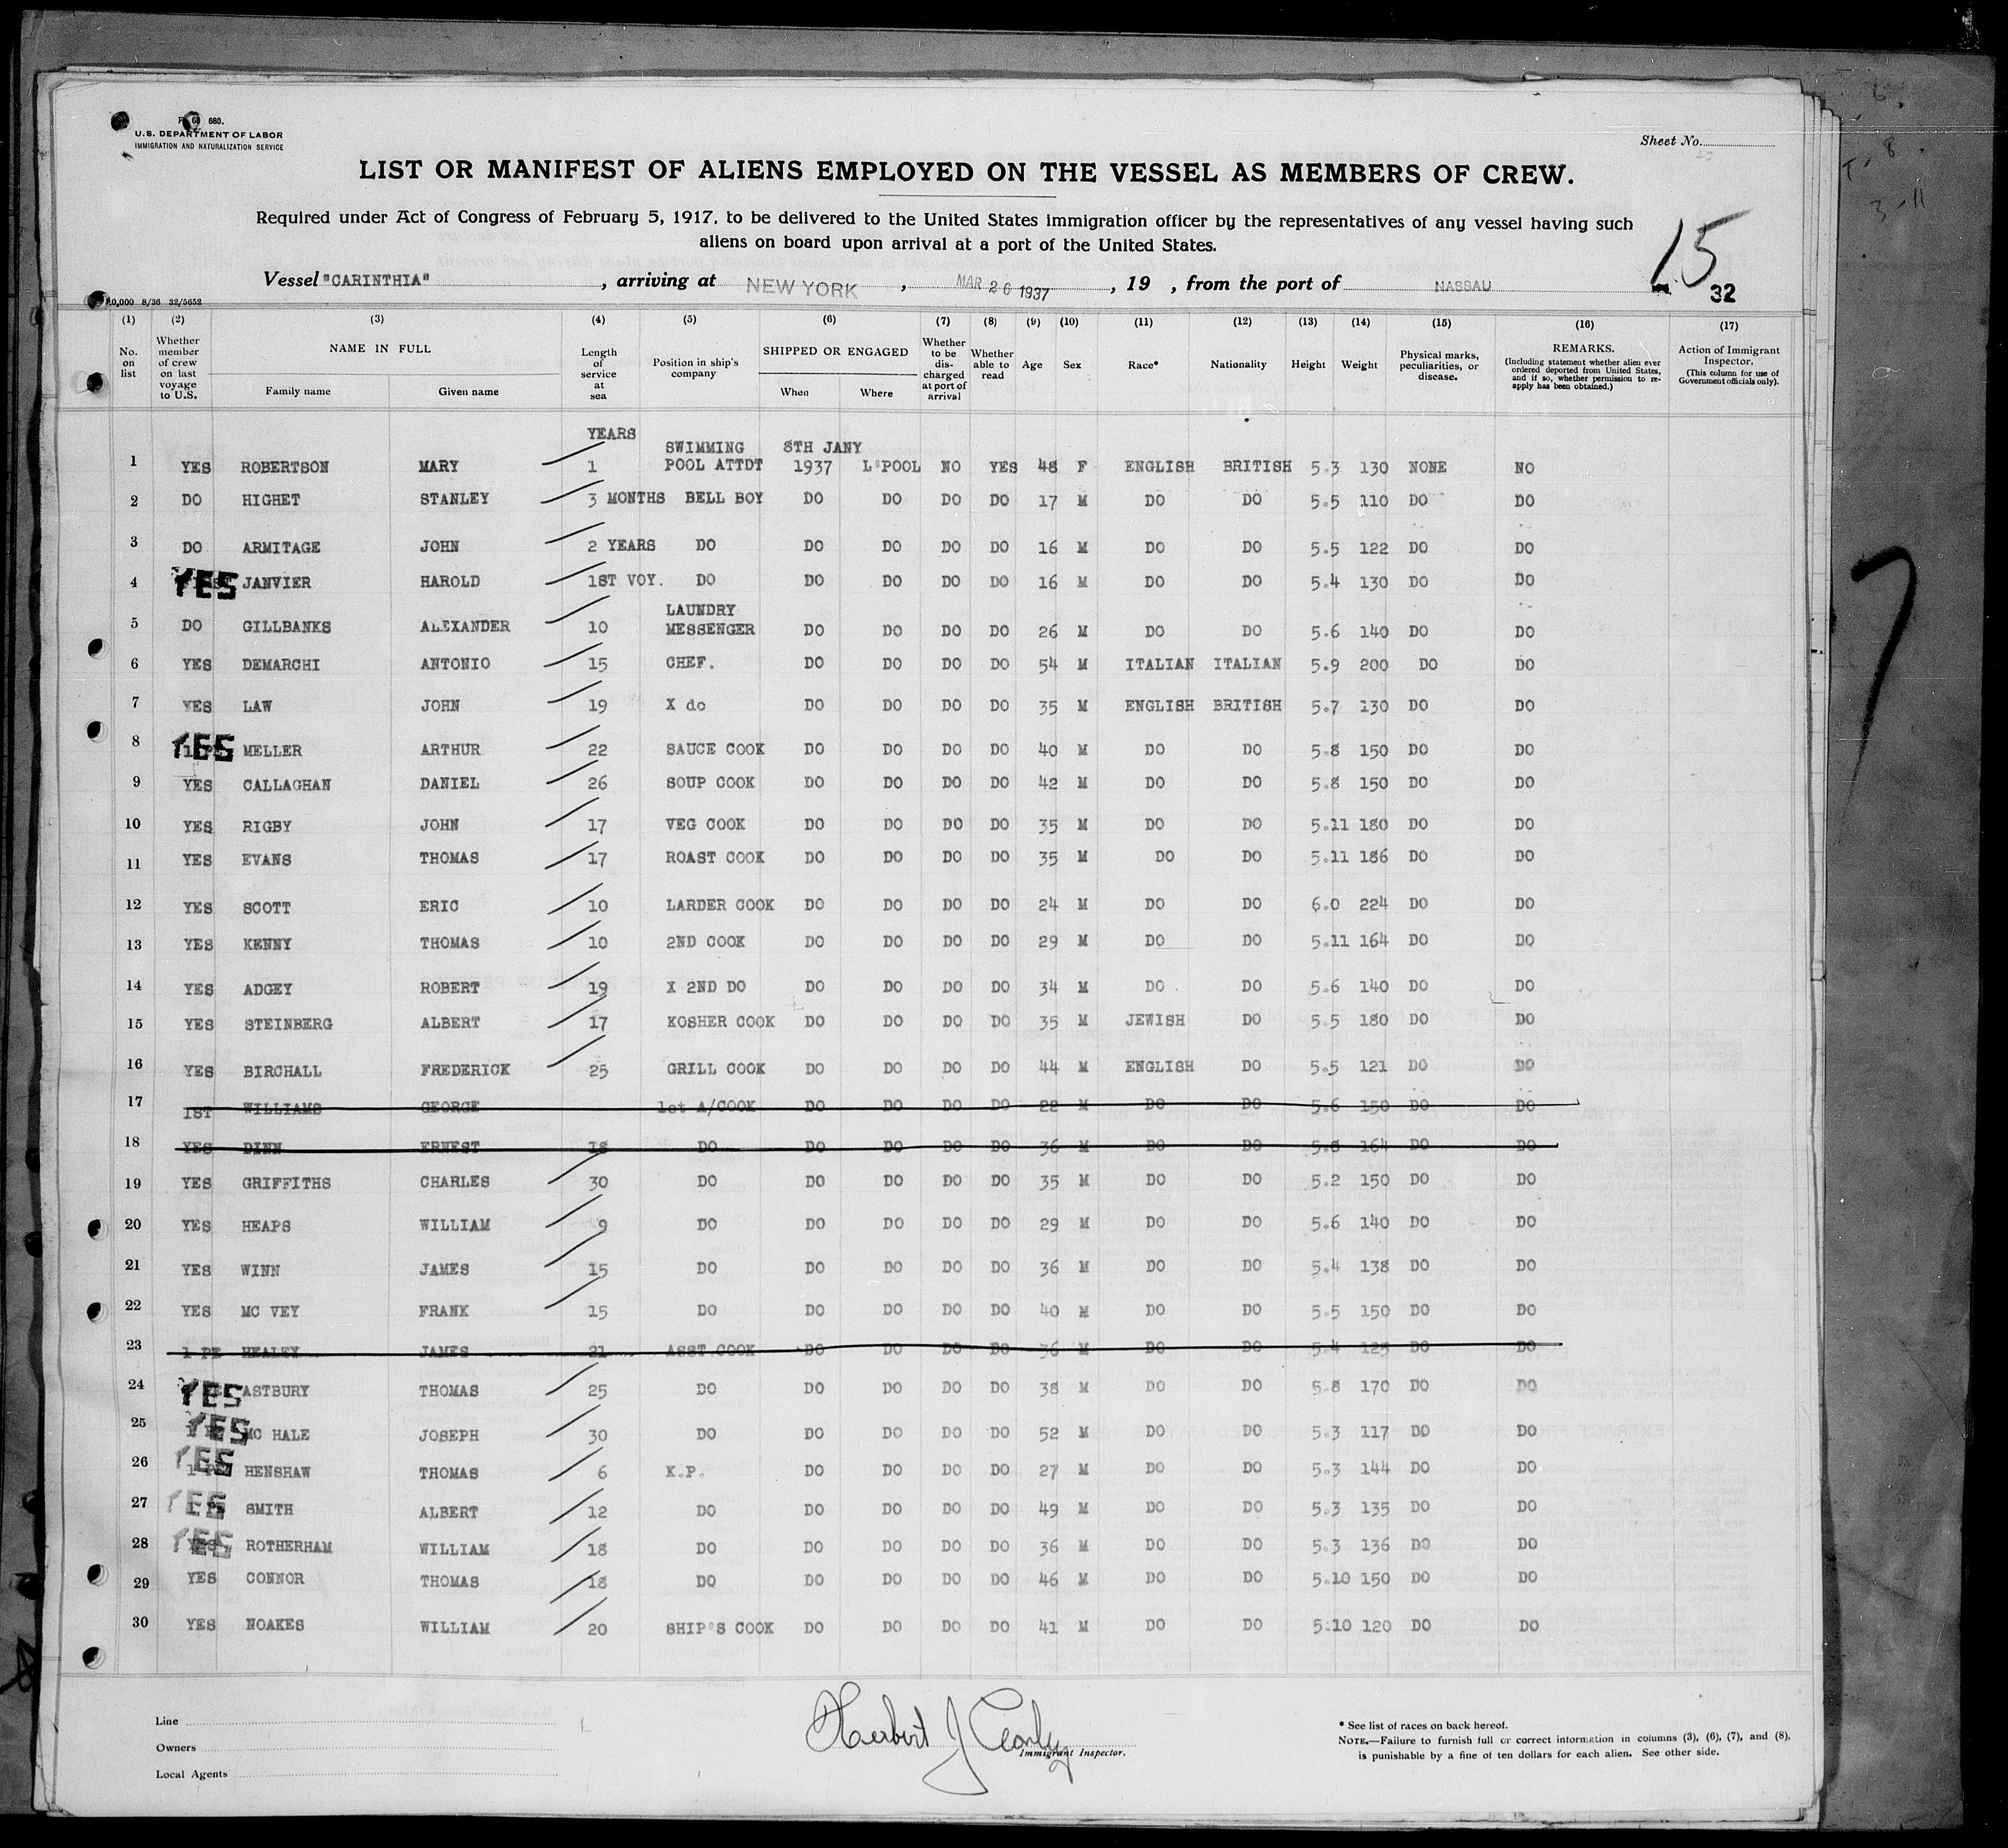 680.
U.S. DEPARTMENT OF LABOR
IMMIGRATION AND NATURALIZATION SERVICE
Sheet No.
LIST OR MANIFEST OF ALIENS EMPLOYED ON THE VESSEL AS MEMBERS OF CREW.
Required under Act of Congress of February 5, 1917, to be delivered to the United States immigration officer by the representatives of any vessel having such
aliens on board upon arrival at a port of the United States.
15
Vessel "CARINTHIA" , arriving at NEW YORK , MAR 26 1937 , 19 , from the port of NASSAU
32
8/36 32/5652
(1) (2) (3) (4) (5) (6) (7) (8) (9) (10) (11) (12) (13) (14) (15) (16) (17)
No. on list Whether member of crew on last voyage to U.S. NAME IN FULL Family name Given name Length of service at sea Position in ship's company SHIPPED OR ENGAGED When Where Whether to be discharged at port of arrival Whether able to read Age Sex Race* Nationality Height Weight Physical marks, peculiarities, or disease. REMARKS. (Including statement whether alien ever ordered deported from United States, and if so, whether permission to reapply has been obtained.) Action of Immigrant Inspector. (This column for use of Government officials only).
YEARS
SWIMMING 8TH JANY
1 YES ROBERTSON MARY 1 POOL ATTDT 1937 L'POOL NO YES 48 F ENGLISH BRITISH 5.3 130 NONE NO
2 DO HIGHET STANLEY 3 MONTHS BELL BOY DO DO DO DO 17 M DO DO 5.5 110 DO DO
3 DO ARMITAGE JOHN 2 YEARS DO DO DO DO DO 16 M DO DO 5.5 122 DO DO
4 YES JANVIER HAROLD 1ST VOY. DO DO DO DO DO 16 M DO DO 5.4 130 DO DO
LAUNDRY
5 DO GILLBANKS ALEXANDER 10 MESSENGER DO DO DO DO 26 M DO DO 5.6 140 DO DO
6 YES DEMARCHI ANTONIO 15 CHEF. DO DO DO DO 54 M ITALIAN ITALIAN 5.9 200 DO DO
7 YES LAW JOHN 19 X do DO DO DO DO 35 M ENGLISH BRITISH 5.7 130 DO DO
8 YES MELLER ARTHUR 22 SAUCE COOK DO DO DO DO 40 M DO DO 5.8 150 DO DO
9 YES CALLAGHAN DANIEL 26 SOUP COOK DO DO DO DO 42 M DO DO 5.8 150 DO DO
10 YES RIGBY JOHN 17 VEG COOK DO DO DO DO 35 M DO DO 5.11 180 DO DO
11 YES EVANS THOMAS 17 ROAST COOK DO DO DO DO 35 M DO DO 5.11 186 DO DO
12 YES SCOTT ERIC 10 LARDER COOK DO DO DO DO 24 M DO DO 6.0 224 DO DO
13 YES KENNY THOMAS 10 2ND COOK DO DO DO DO 29 M DO DO 5.11 164 DO DO
14 YES ADGEY ROBERT 19 X 2ND DO DO DO DO DO 34 M DO DO 5.6 140 DO DO
15 YES STEINBERG ALBERT 17 KOSHER COOK DO DO DO DO 35 M JEWISH DO 5.5 180 DO DO
16 YES BIRCHALL FREDERICK 25 GRILL COOK DO DO DO DO 44 M ENGLISH DO 5.5 121 DO DO
17 1ST WILLIAMS GEORGE 1st A/COOK DO DO DO DO 22 M DO DO 5.6 150 DO DO
18 YES DINN ERNEST 18 DO DO DO DO DO 36 M DO DO 5.8 164 DO DO
19 YES GRIFFITHS CHARLES 30 DO DO DO DO DO 35 M DO DO 5.2 150 DO DO
20 YES HEAPS WILLIAM 9 DO DO DO DO DO 29 M DO DO 5.6 140 DO DO
21 YES WINN JAMES 15 DO DO DO DO DO 36 M DO DO 5.4 138 DO DO
22 YES MC VEY FRANK 15 DO DO DO DO DO 40 M DO DO 5.5 150 DO DO
23 1 PE HEALEY JAMES 21 ASST COOK DO DO DO DO 36 M DO DO 5.4 125 DO DO
24 YES ASTBURY THOMAS 25 DO DO DO DO DO 38 M DO DO 5.8 170 DO DO
25 YES MC HALE JOSEPH 30 DO DO DO DO DO 52 M DO DO 5.3 117 DO DO
26 YES HENSHAW THOMAS 6 K.P. DO DO DO DO 27 M DO DO 5.3 144 DO DO
27 YES SMITH ALBERT 12 DO DO DO DO DO 49 M DO DO 5.3 135 DO DO
28 YES ROTHERHAM WILLIAM 18 DO DO DO DO DO 36 M DO DO 5.3 136 DO DO
29 YES CONNOR THOMAS 18 DO DO DO DO DO 46 M DO DO 5.10 150 DO DO
30 YES NOAKES WILLIAM 20 SHIP'S COOK DO DO DO DO 41 M DO DO 5:10 120 DO DO
Line
Owners
Local Agents
Herbert J
Immigrant Inspector.
* See list of races on back hereof.
NOTE.—Failure to furnish full or correct information in columns (3), (6), (7), and (8),
is punishable by a fine of ten dollars for each alien. See other side.